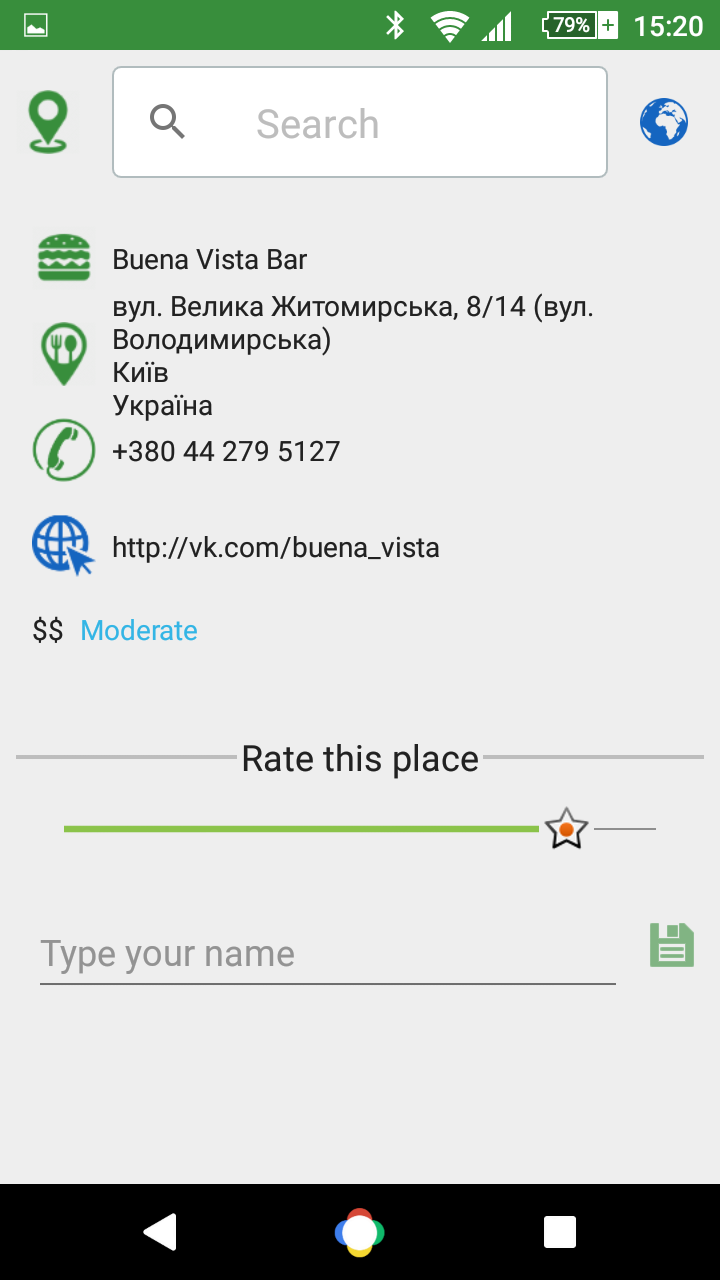 79%
15:20
Search
Buena Vista Bar
вул. Велика Житомирська, 8/14 (вул.
Володимирська)
Київ
Україна
+380 44 279 5127
http://vk.com/buena_vista
$$ Moderate
Rate this place
Type your name